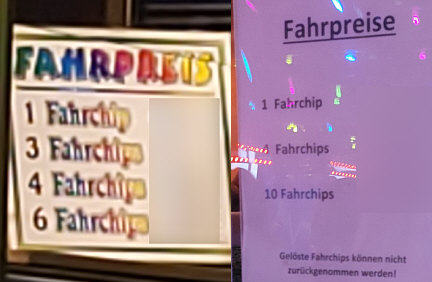 FAHRPREIS
1 Fahrchip
3 Fahrchips
4 Fahrchips
6 Fahrchips
Fahrpreise
1 Fahrchip
Fahrchips
10 Fahrchips
Gelöste Fahrchips können nicht
zurückgenommen werden!